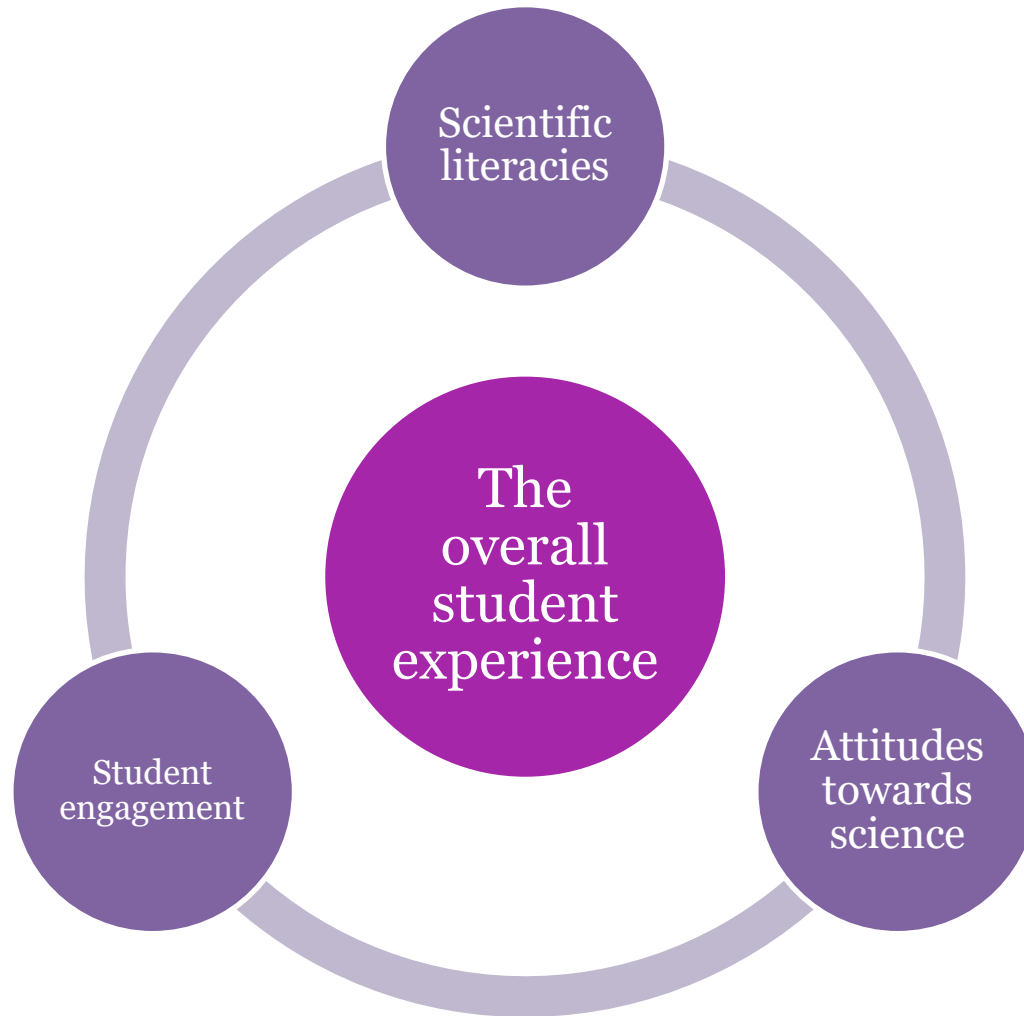 Scientific
literacies
The
overall
student
experience
Student
engagement
Attitudes
towards
science